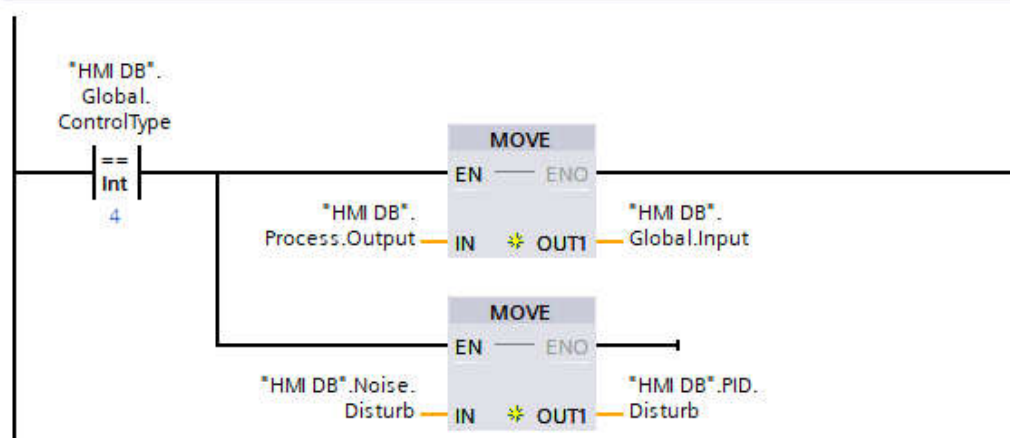 "HMI DB".
Global.
ControlType
==
Int
4
MOVE
EN
ENO
"HMI DB".
Process.Output
IN
OUT1
"HMI DB".
Global.Input
MOVE
EN
ENO
"HMI DB".Noise.
Disturb
IN
OUT1
"HMI DB".PID.
Disturb